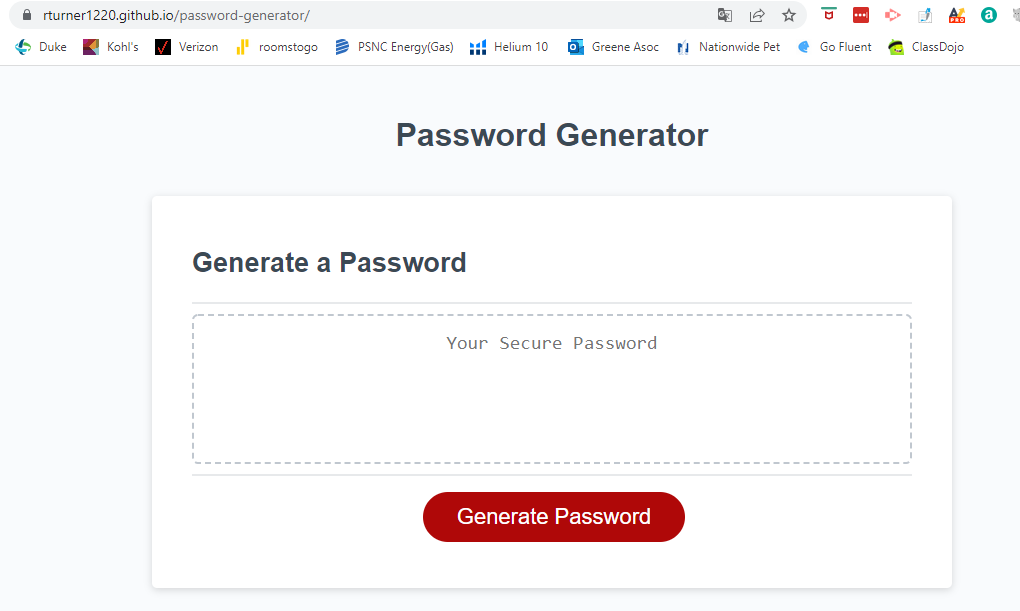 rturner1220.github.io/password-generator/
Duke Kohl's Verizon roomstogo PSNC Energy(Gas) Helium 10 Greene Asoc Nationwide Pet Go Fluent ClassDojo
Password Generator
Generate a Password
Your Secure Password
Generate Password